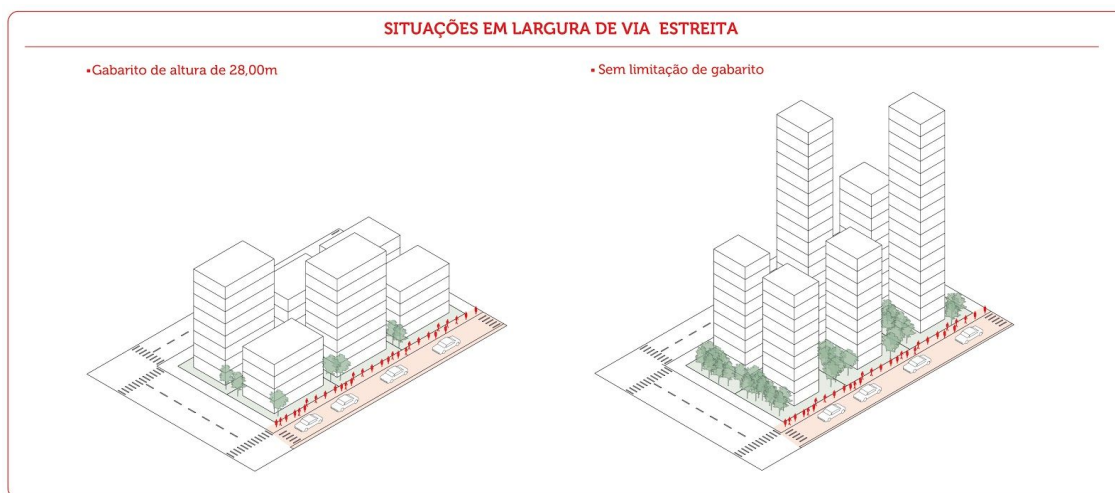 SITUAÇÕES EM LARGURA DE VIA ESTREITA
▪Gabarito de altura de 28,00m
▪ Sem limitação de gabarito